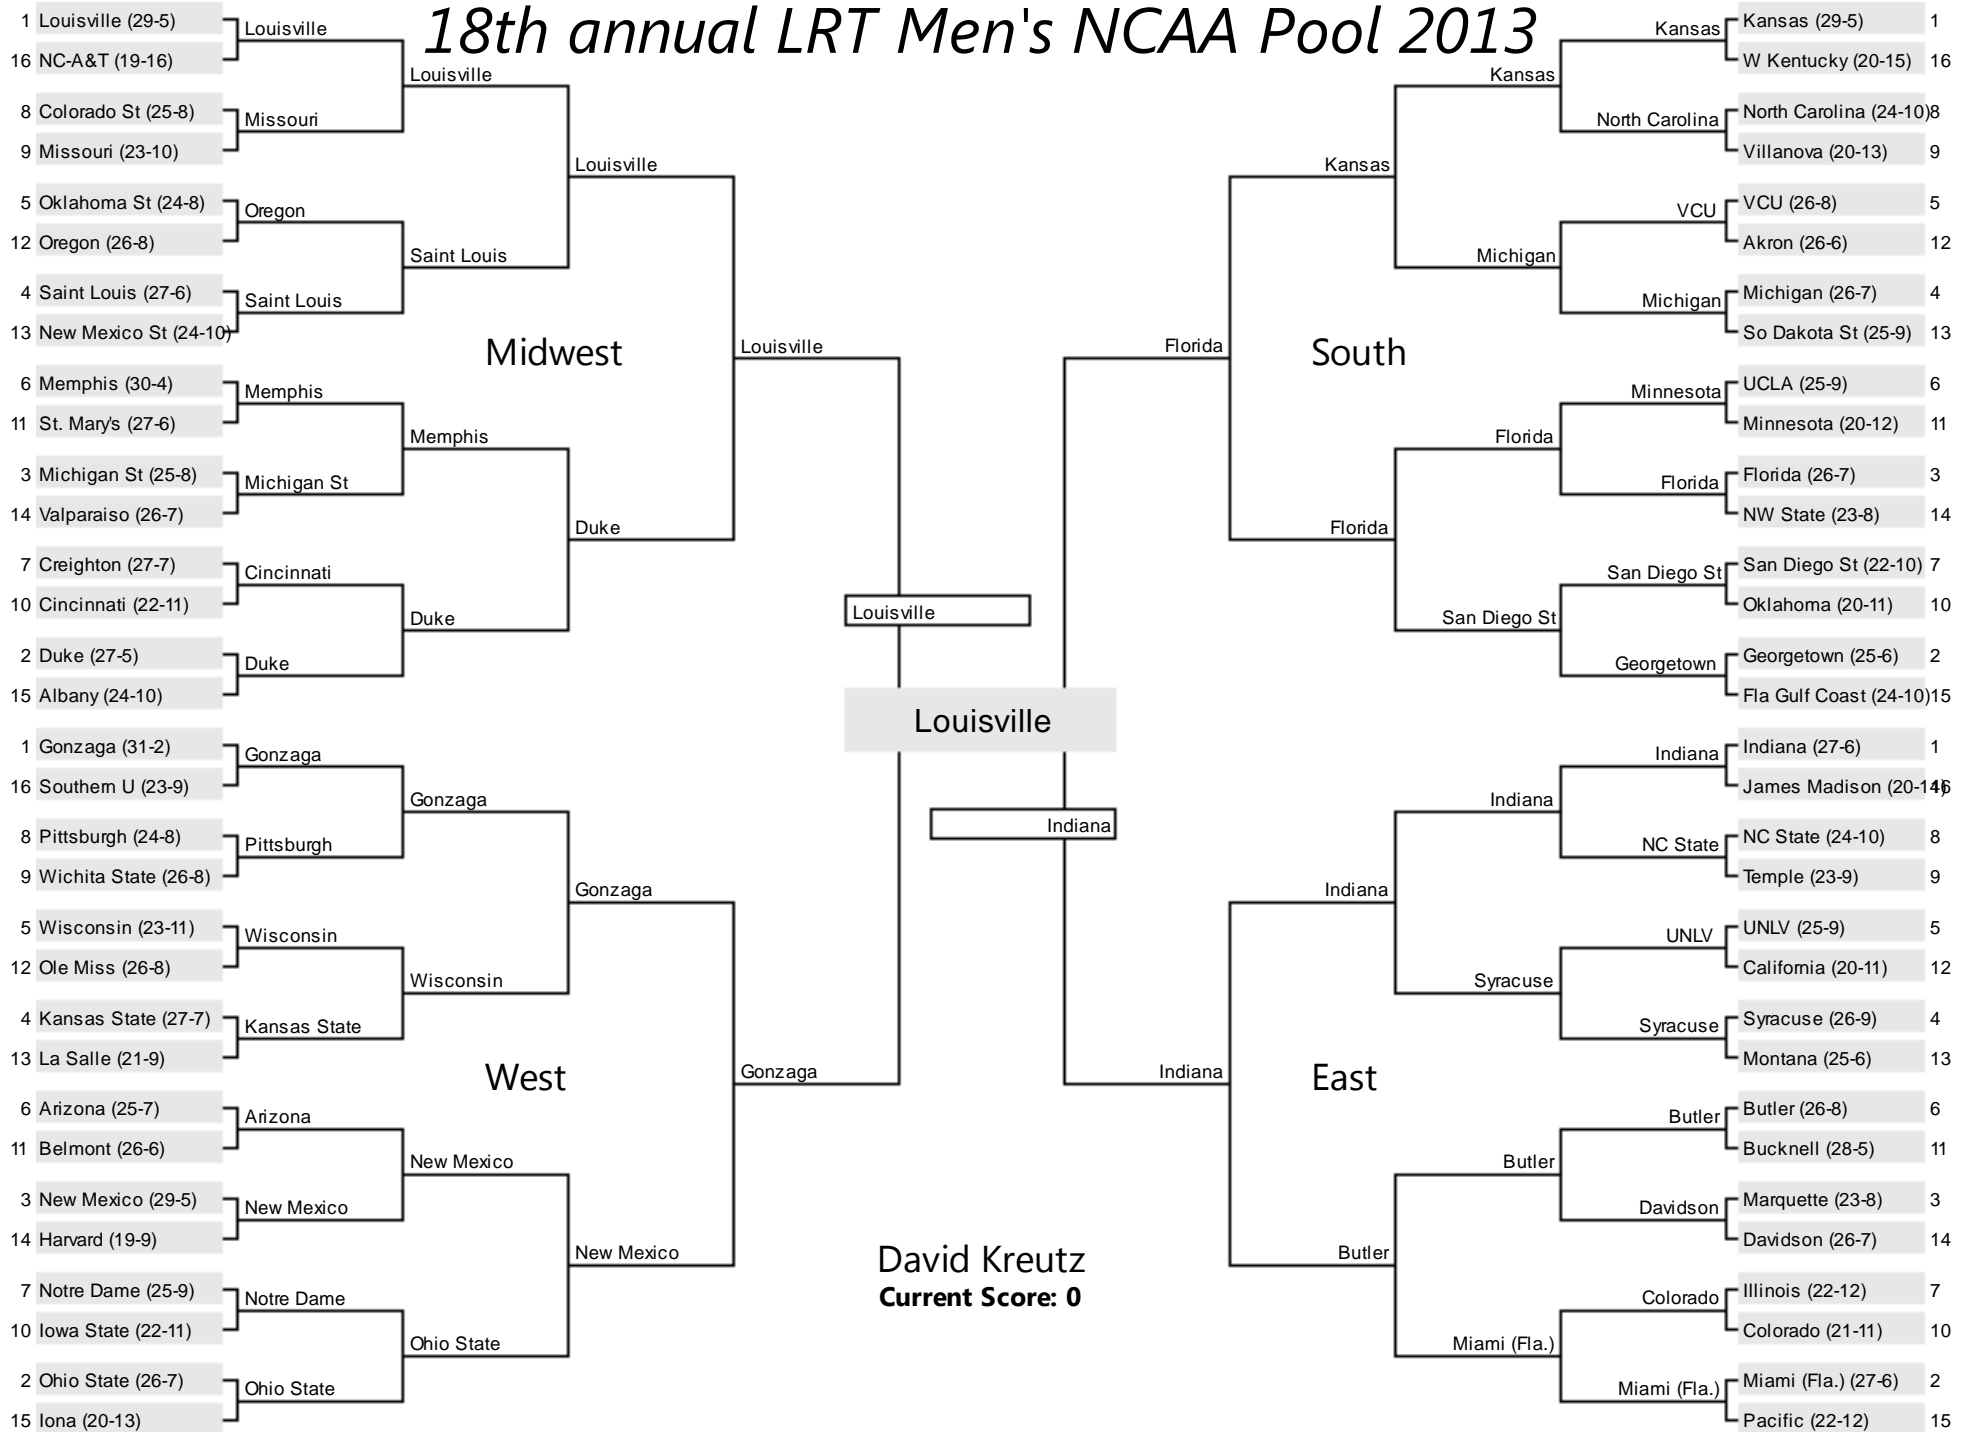 18th annual LRT Men's NCAA Pool 2013
1 Louisville (29-5)
16 NC-A&T (19-16)
8 Colorado St (25-8)
9 Missouri (23-10)
5 Oklahoma St (24-8)
12 Oregon (26-8)
4 Saint Louis (27-6)
13 New Mexico St (24-10)
6 Memphis (30-4)
11 St. Mary's (27-6)
3 Michigan St (25-8)
14 Valparaiso (26-7)
7 Creighton (27-7)
10 Cincinnati (22-11)
2 Duke (27-5)
15 Albany (24-10)
Louisville
Missouri
Oregon
Saint Louis
Memphis
Michigan St
Cincinnati
Duke
Louisville
Saint Louis
Memphis
Duke
Louisville
Duke
Midwest
Louisville
1 Gonzaga (31-2)
16 Southern U (23-9)
8 Pittsburgh (24-8)
9 Wichita State (26-8)
5 Wisconsin (23-11)
12 Ole Miss (26-8)
4 Kansas State (27-7)
13 La Salle (21-9)
6 Arizona (25-7)
11 Belmont (26-6)
3 New Mexico (29-5)
14 Harvard (19-9)
7 Notre Dame (25-9)
10 Iowa State (22-11)
2 Ohio State (26-7)
15 Iona (20-13)
Gonzaga
Pittsburgh
Wisconsin
Kansas State
Arizona
New Mexico
Notre Dame
Ohio State
Gonzaga
Wisconsin
New Mexico
Ohio State
Gonzaga
New Mexico
West
Gonzaga
Louisville
Louisville
Indiana
David Kreutz
Current Score: 0
Florida
South
Kansas
Florida
Kansas
Michigan
Florida
San Diego St
Kansas
North Carolina
VCU
Michigan
Minnesota
Florida
San Diego St
Georgetown
Kansas (29-5) 1
W Kentucky (20-15) 16
North Carolina (24-10) 8
Villanova (20-13) 9
VCU (26-8) 5
Akron (26-6) 12
Michigan (26-7) 4
So Dakota St (25-9) 13
UCLA (25-9) 6
Minnesota (20-12) 11
Florida (26-7) 3
NW State (23-8) 14
San Diego St (22-10) 7
Oklahoma (20-11) 10
Georgetown (25-6) 2
Fla Gulf Coast (24-10) 15
Indiana
East
Indiana
Butler
Indiana
Syracuse
Butler
Miami (Fla.)
Indiana
NC State
UNLV
Syracuse
Butler
Davidson
Colorado
Miami (Fla.)
Indiana (27-6) 1
James Madison (20-14) 16
NC State (24-10) 8
Temple (23-9) 9
UNLV (25-9) 5
California (20-11) 12
Syracuse (26-9) 4
Montana (25-6) 13
Butler (26-8) 6
Bucknell (28-5) 11
Marquette (23-8) 3
Davidson (26-7) 14
Illinois (22-12) 7
Colorado (21-11) 10
Miami (Fla.) (27-6) 2
Pacific (22-12) 15